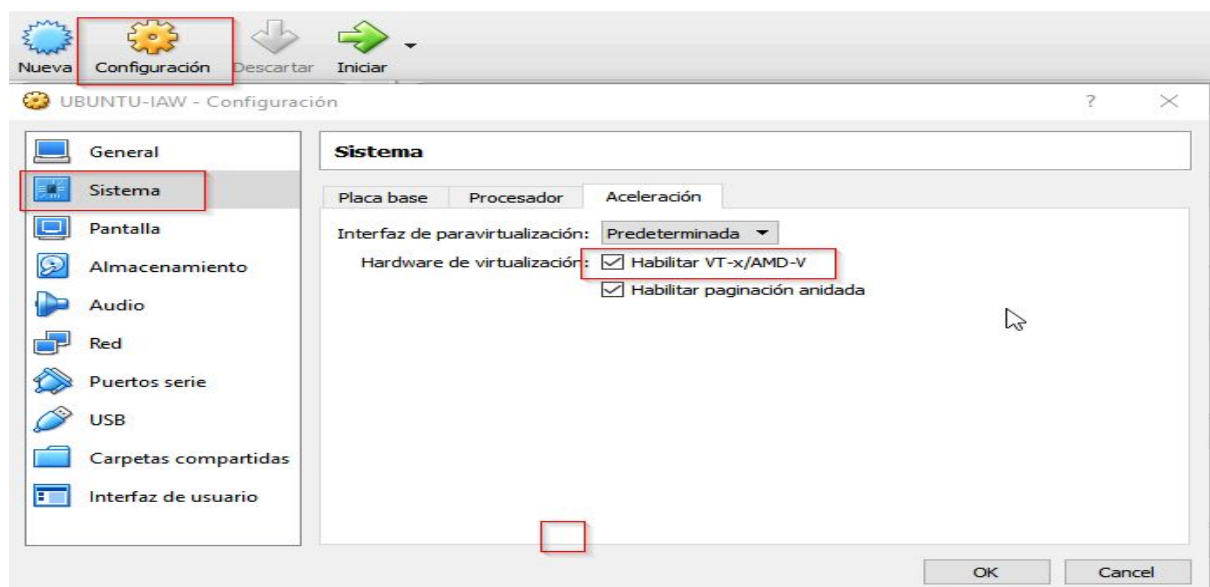 Nueva Configuración Descartar Iniciar
UBUNTU-IAW - Configuración ?
General
Sistema
Pantalla
Almacenamiento
Audio
Red
Puertos serie
USB
Carpetas compartidas
Interfaz de usuario
Sistema
Placa base Procesador Aceleración
Interfaz de paravirtualización: Predeterminada
Hardware de virtualización: Habilitar VT-x/AMD-V
Habilitar paginación anidada
OK Cancel